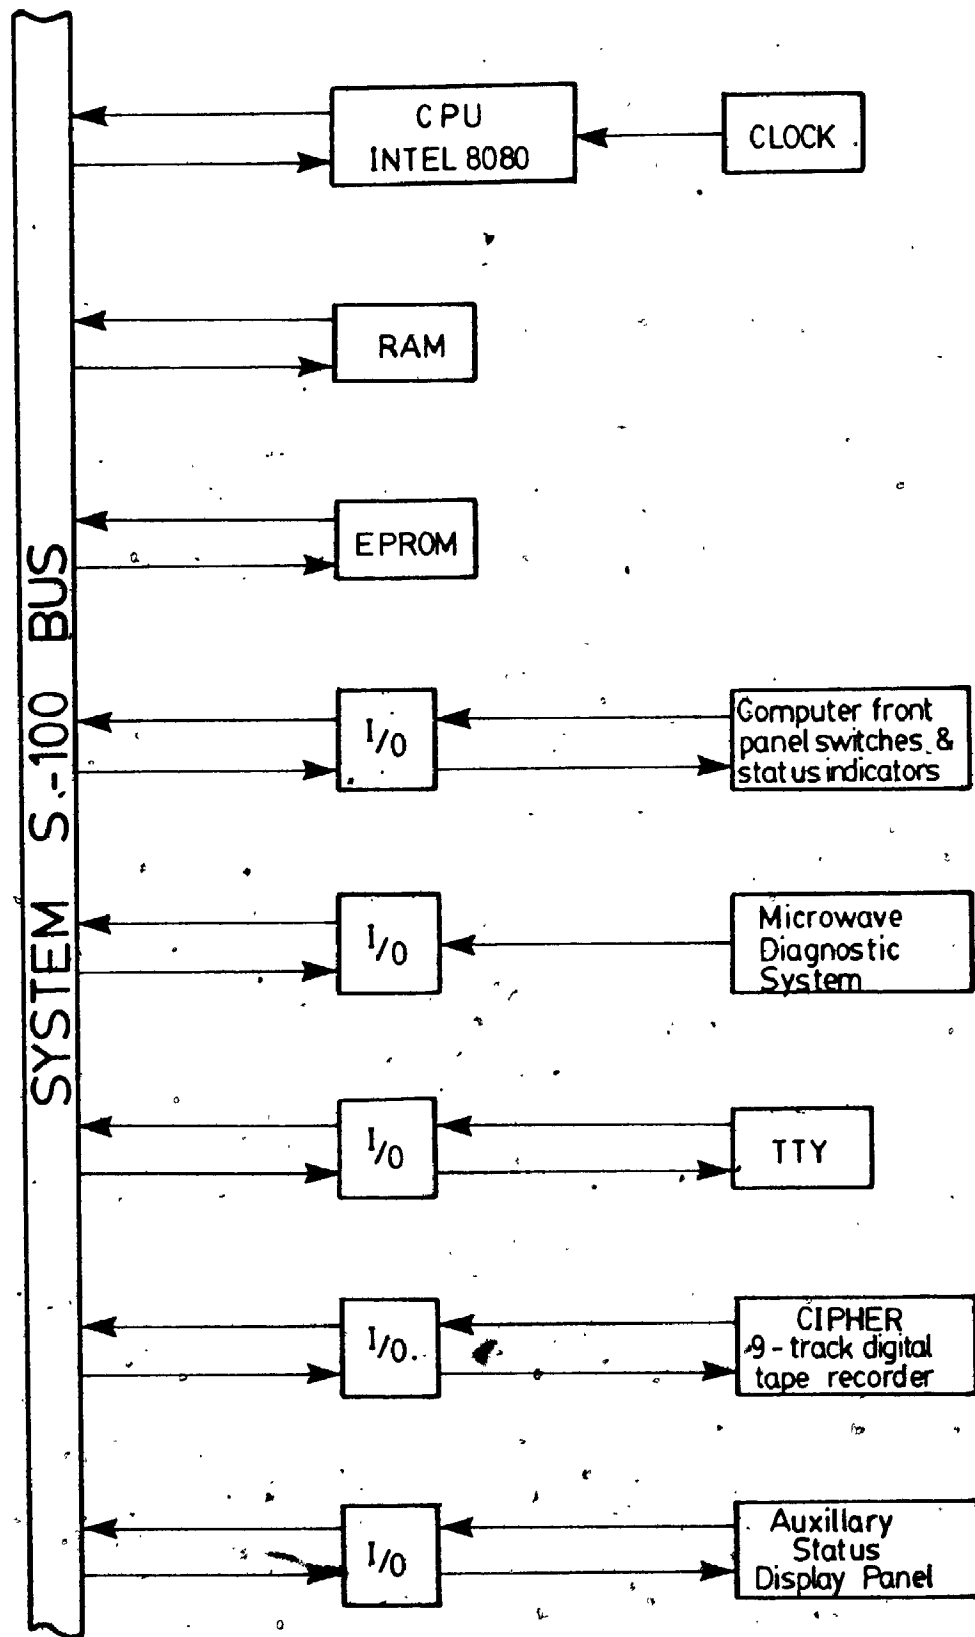 SYSTEM S.-100 BUS
CPU
INTEL 8080
CLOCK
RAM
EPROM
I/O
Computer front
panel switches &
status indicators
I/O
Microwave
Diagnostic
System
I/O
TTY
I/O
CIPHER
9-track digital
tape recorder
I/O
Auxillary
Status
Display Panel